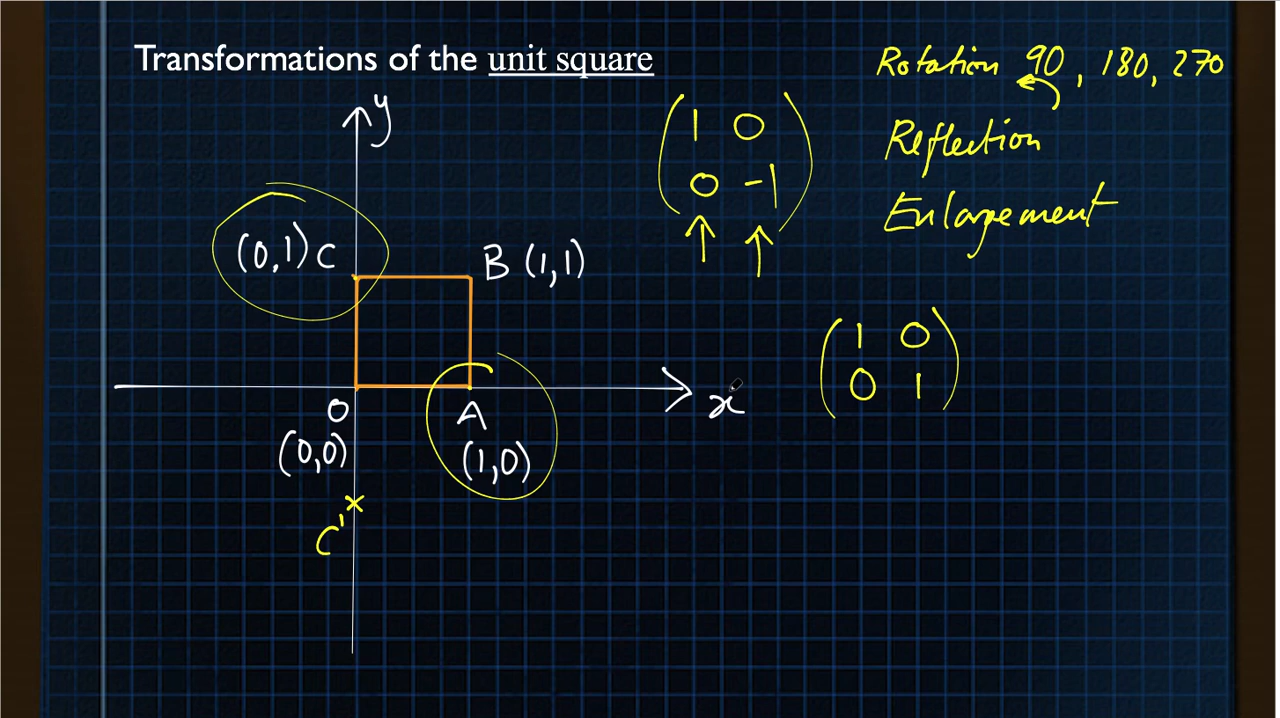 Transformations of the unit square
Rotation 90, 180, 270
Reflection
Enlargement
y
(1 0
0 -1)
(0,1) C
B (1,1)
(1 0
0 1)
x
O
(0,0)
A
(1,0)
C'